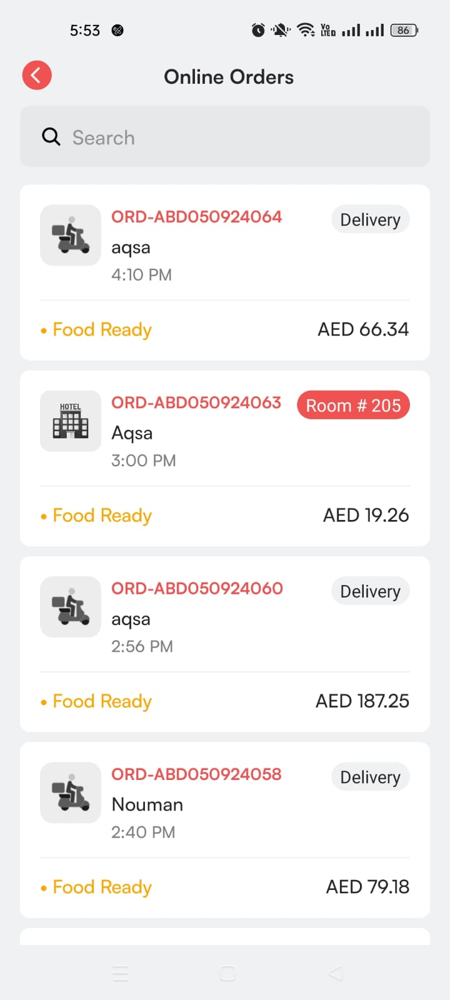 5:53 Vo LTED 86
Online Orders
Search
ORD-ABD050924064 Delivery
aqsa
4:10 PM
• Food Ready AED 66.34
HOTEL ORD-ABD050924063 Room # 205
Aqsa
3:00 PM
• Food Ready AED 19.26
ORD-ABD050924060 Delivery
aqsa
2:56 PM
• Food Ready AED 187.25
ORD-ABD050924058 Delivery
Nouman
2:40 PM
• Food Ready AED 79.18